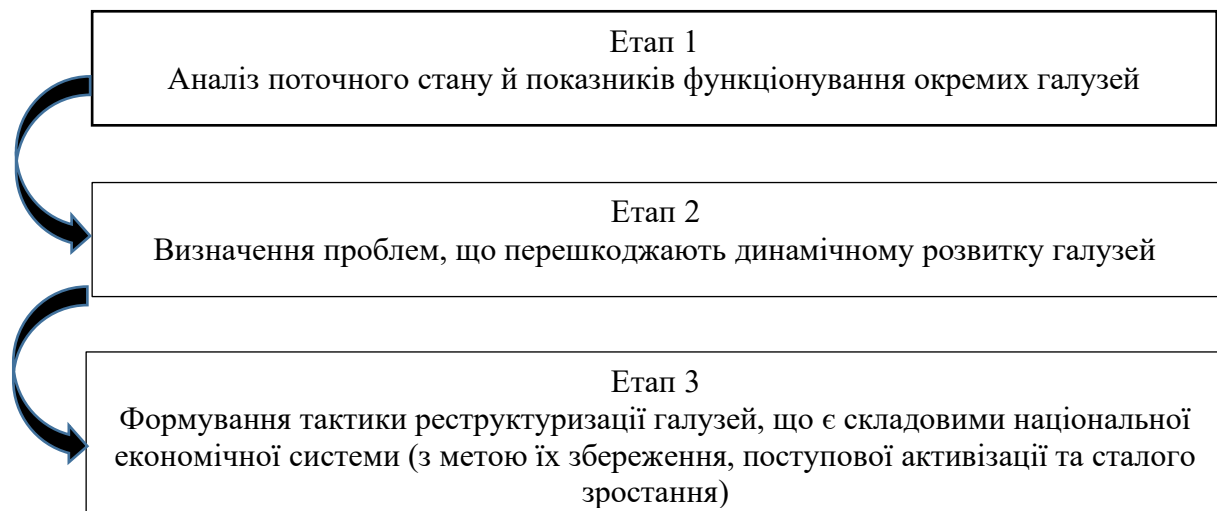 Етап 1
Аналіз поточного стану й показників функціонування окремих галузей
Етап 2
Визначення проблем, що перешкоджають динамічному розвитку галузей
Етап 3
Формування тактики реструктуризації галузей, що є складовими національної
економічної системи (з метою їх збереження, поступової активізації та сталого
зростання)